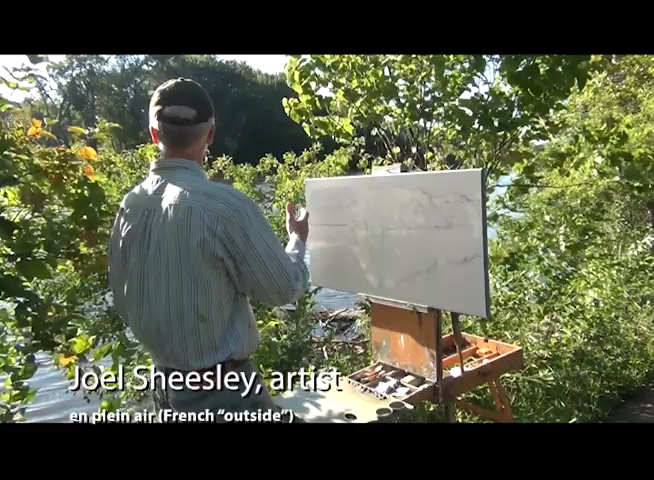 Joel Sheesley, artist
en plein air (French “outside”)